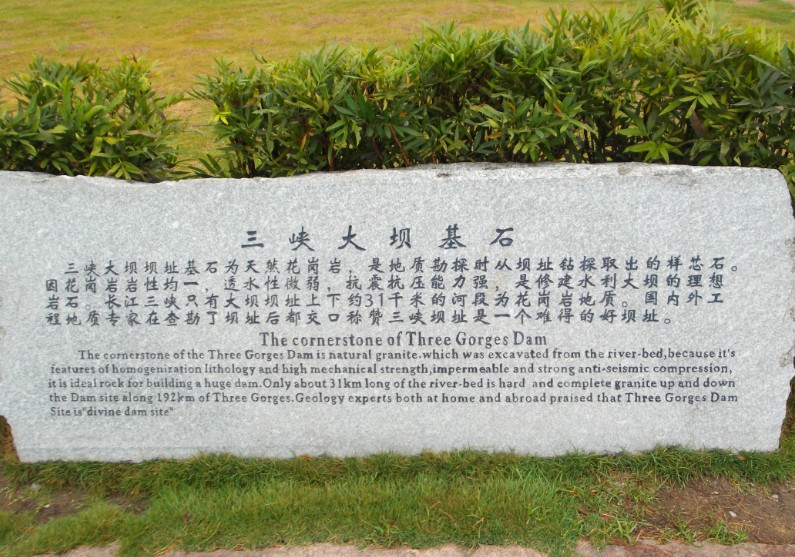 三峡大坝基石
三峡大坝坝址基石为天然花岗岩，是地质勘探时从坝址钻探取出的样芯石。
因花岗岩岩性均一，透水性微弱，抗震抗压能力强，是修建水利大坝的理想
岩石。长江三峡只有大坝坝址上下约31千米的河段为花岗岩地质。国内外工
程地质专家在查勘了坝址后都交口称赞三峡坝址是一个难得的好坝址。
The cornerstone of Three Gorges Dam
The cornerstone of the Three Gorges Dam is natural granite.which was excavated from the river-bed,because it's
features of homogenization lithology and high mechanical strength,impermeable and strong anti-seismic compression,
it is ideal rock for building a huge dam.Only about 31km long of the river-bed is hard and complete granite up and down
the Dam site along 192km of Three Gorges.Geology experts both at home and abroad praised that Three Gorges Dam
Site is"divine dam site"